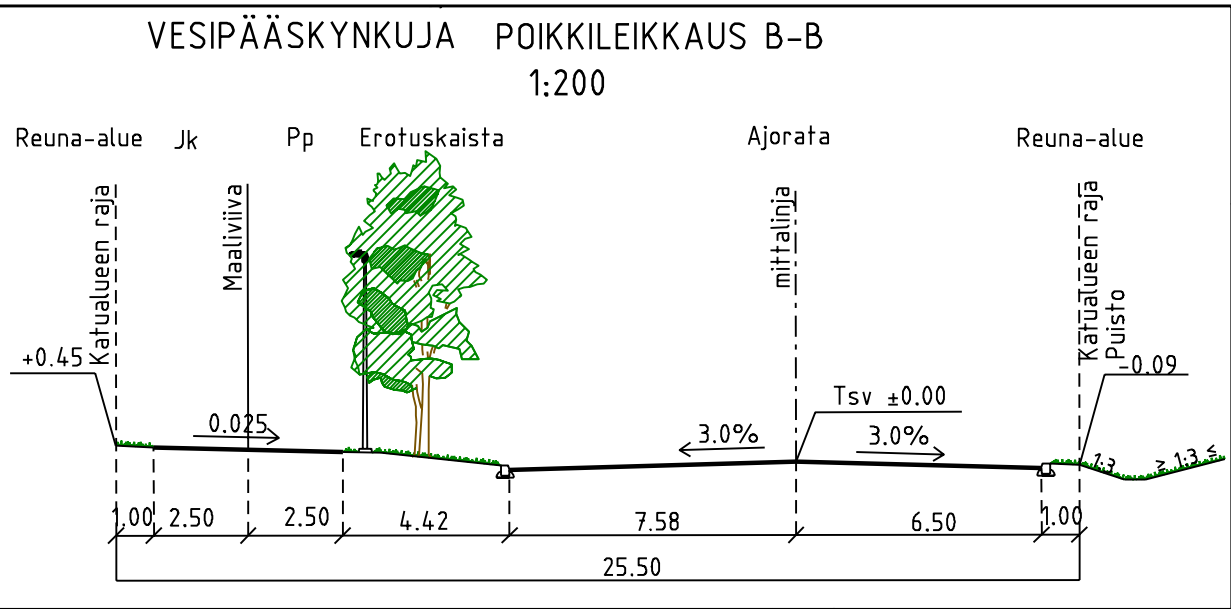 VESIPÄÄSKYNKUJA POIKKILEIKKAUS B-B
1:200
Reuna-alue Jk Pp Erotuskaista Ajorata Reuna-alue
Katualueen raja
Maaliviiva
mittalinja
Katualueen raja
Puisto
+0.45
-0.09
Tsv ±0.00
0.025
3.0% 3.0%
1:3 ≥ 1:3 ≤
1.00 2.50 2.50 4.42 7.58 6.50 1.00
25.50